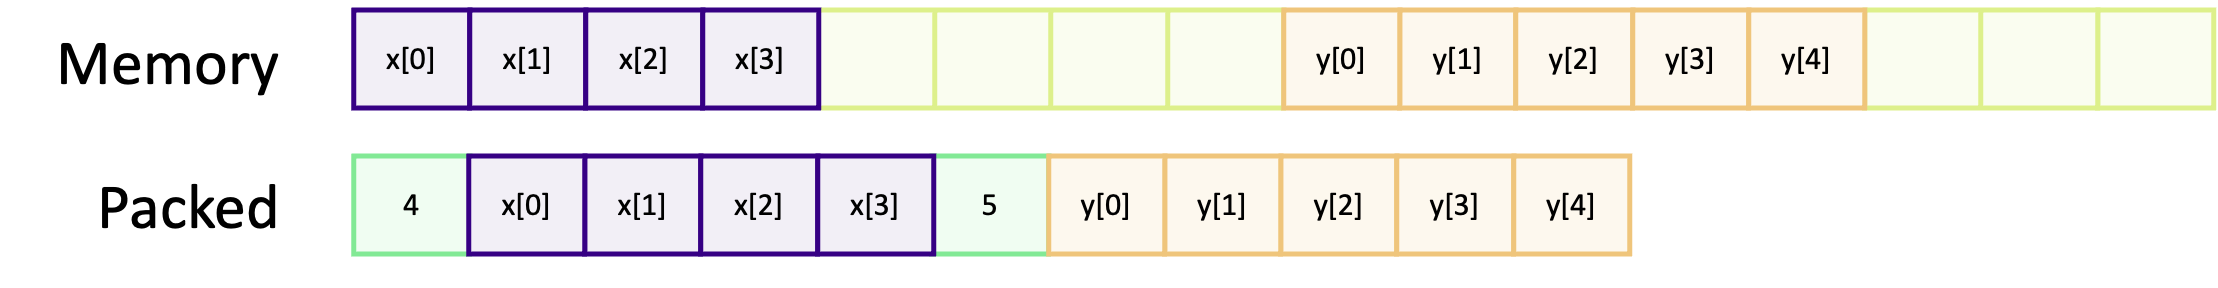 Memory x[0] x[1] x[2] x[3] y[0] y[1] y[2] y[3] y[4]
Packed 4 x[0] x[1] x[2] x[3] 5 y[0] y[1] y[2] y[3] y[4]